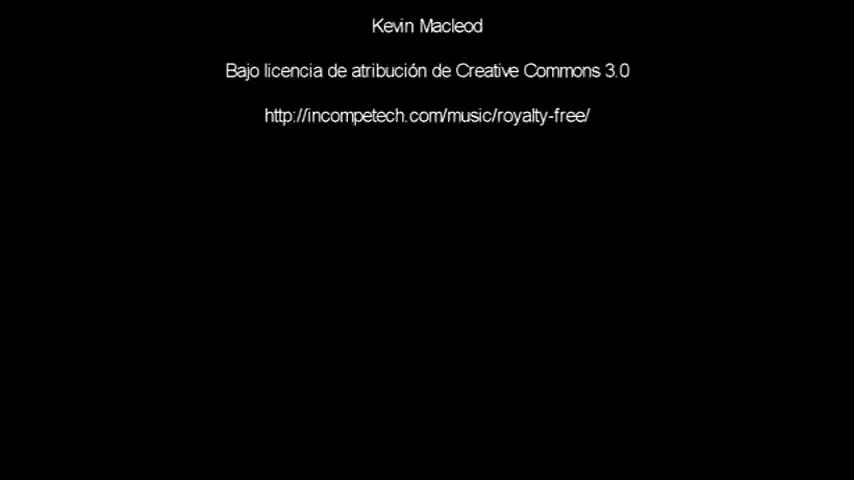 Kevin Macleod
Bajo licencia de atribución de Creative Commons 3.0
http://incompetech.com/music/royalty-free/